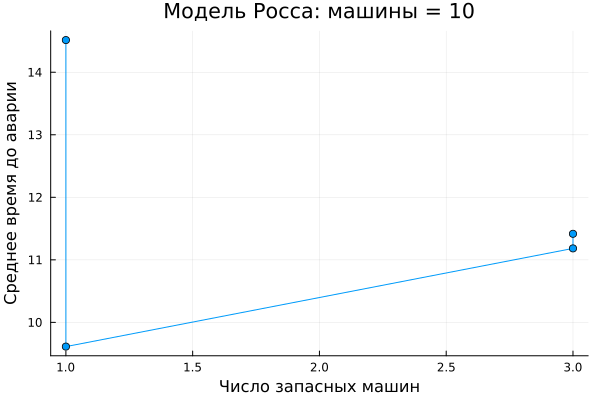 Модель Росса: машины = 10
Среднее время до аварии
14
13
12
11
10
1.0 1.5 2.0 2.5 3.0
Число запасных машин